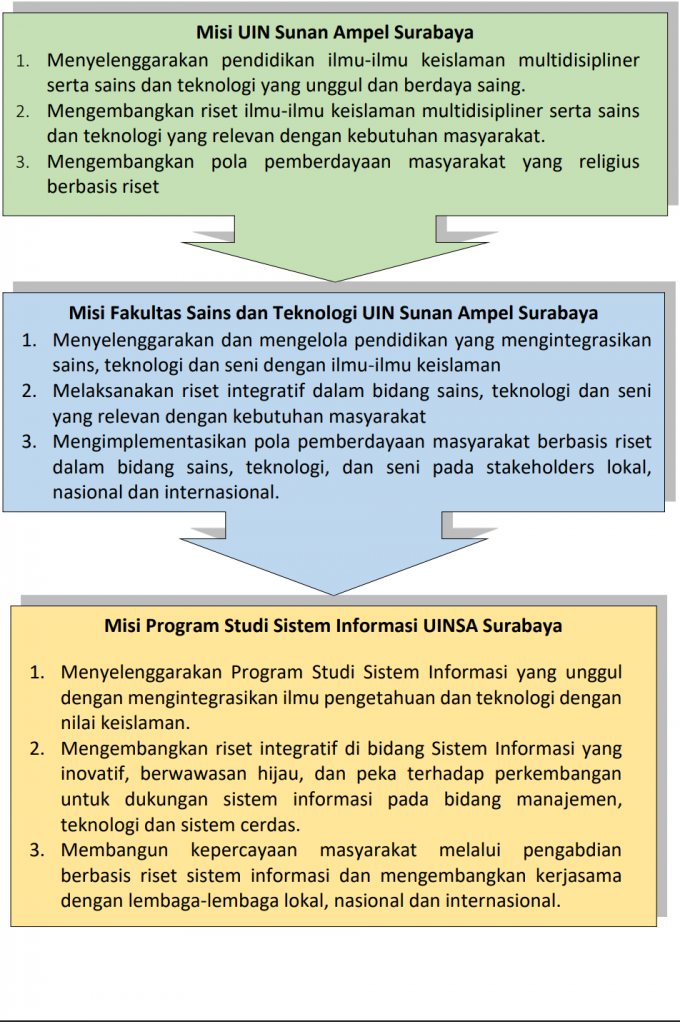 Misi UIN Sunan Ampel Surabaya
1. Menyelenggarakan pendidikan ilmu-ilmu keislaman multidisipliner
serta sains dan teknologi yang unggul dan berdaya saing.
2. Mengembangkan riset ilmu-ilmu keislaman multidisipliner serta sains
dan teknologi yang relevan dengan kebutuhan masyarakat.
3. Mengembangkan pola pemberdayaan masyarakat yang religius
berbasis riset
Misi Fakultas Sains dan Teknologi UIN Sunan Ampel Surabaya
1. Menyelenggarakan dan mengelola pendidikan yang mengintegrasikan
sains, teknologi dan seni dengan ilmu-ilmu keislaman
2. Melaksanakan riset integratif dalam bidang sains, teknologi dan seni
yang relevan dengan kebutuhan masyarakat
3. Mengimplementasikan pola pemberdayaan masyarakat berbasis riset
dalam bidang sains, teknologi, dan seni pada stakeholders lokal,
nasional dan internasional.
Misi Program Studi Sistem Informasi UINSA Surabaya
1. Menyelenggarakan Program Studi Sistem Informasi yang unggul
dengan mengintegrasikan ilmu pengetahuan dan teknologi dengan
nilai keislaman.
2. Mengembangkan riset integratif di bidang Sistem Informasi yang
inovatif, berwawasan hijau, dan peka terhadap perkembangan
untuk dukungan sistem informasi pada bidang manajemen,
teknologi dan sistem cerdas.
3. Membangun kepercayaan masyarakat melalui pengabdian
berbasis riset sistem informasi dan mengembangkan kerjasama
dengan lembaga-lembaga lokal, nasional dan internasional.